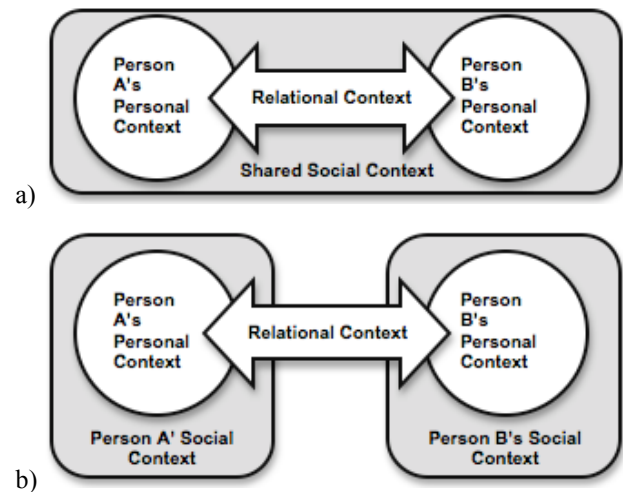 Person
A's
Personal
Context
Relational Context
Person
B's
Personal
Context
Shared Social Context
a)
Person
A's
Personal
Context
Relational Context
Person
B's
Personal
Context
Person A' Social
Context
Person B's Social
Context
b)